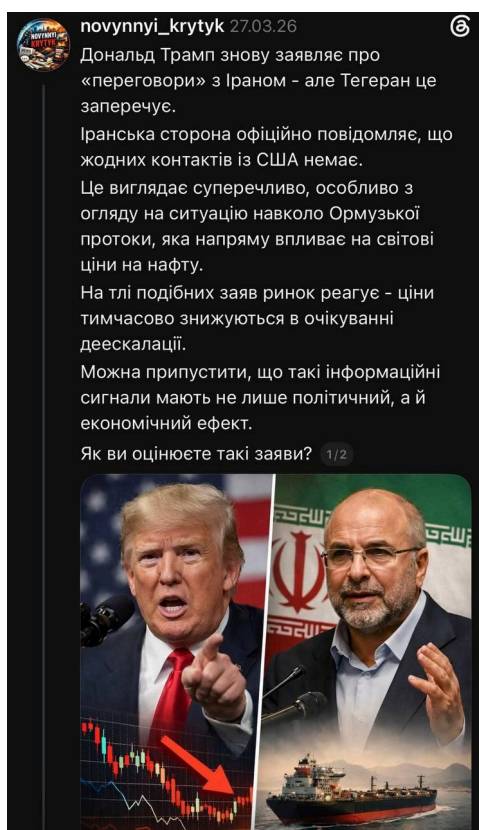 novynnyi_krytyk 27.03.26
Дональд Трамп знову заявляє про
«переговори» з Іраном - але Тегеран це
заперечує.
Іранська сторона офіційно повідомляє, що
жодних контактів із США немає.
Це виглядає суперечливо, особливо з
огляду на ситуацію навколо Ормузької
протоки, яка напряму впливає на світові
ціни на нафту.
На тлі подібних заяв ринок реагує - ціни
тимчасово знижуються в очікуванні
деескалації.
Можна припустити, що такі інформаційні
сигнали мають не лише політичний, а й
економічний ефект.
Як ви оцінюєте такі заяви? 1/2
NOVYNNYI
KRYTYK